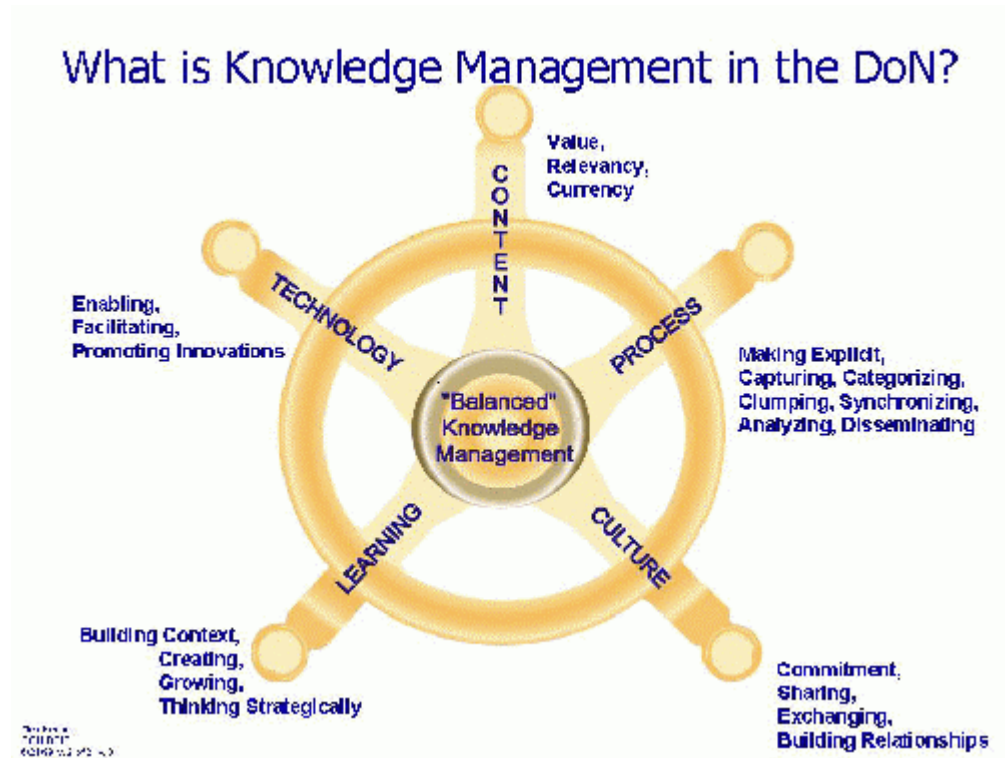 What is Knowledge Management in the DoN?
CONTENT
Value,
Relevancy,
Currency
TECHNOLOGY
Enabling,
Facilitating,
Promoting Innovations
PROCESS
Making Explicit,
Capturing, Categorizing,
Clumping, Synchronizing,
Analyzing, Disseminating
"Balanced"
Knowledge
Management
LEARNING
Building Context,
Creating,
Growing,
Thinking Strategically
CULTURE
Commitment,
Sharing,
Exchanging,
Building Relationships